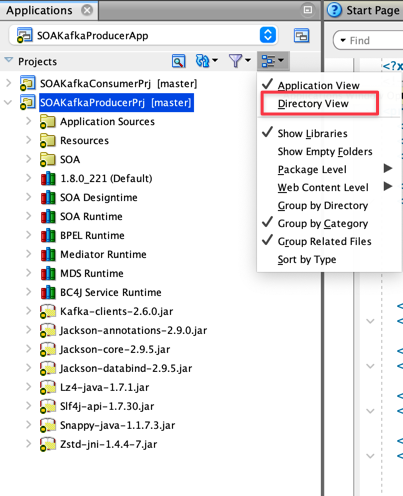 Applications
Start Page
SOAKafkaProducerApp
Find
Projects
<?x
SOAKafkaConsumerPrj [master]
SOAKafkaProducerPrj [master]
Application Sources
Resources
SOA
1.8.0_221 (Default)
SOA Designtime
SOA Runtime
BPEL Runtime
Mediator Runtime
MDS Runtime
BC4J Service Runtime
Kafka-clients-2.6.0.jar
Jackson-annotations-2.9.0.jar
Jackson-core-2.9.5.jar
Jackson-databind-2.9.5.jar
Lz4-java-1.7.1.jar
Slf4j-api-1.7.30.jar
Snappy-java-1.1.7.3.jar
Zstd-jni-1.4.4-7.jar
Application View
Directory View
Show Libraries
Show Empty Folders
Package Level
Web Content Level
Group by Directory
Group by Category
Group Related Files
Sort by Type
<
<
<
<
<
<
<
<